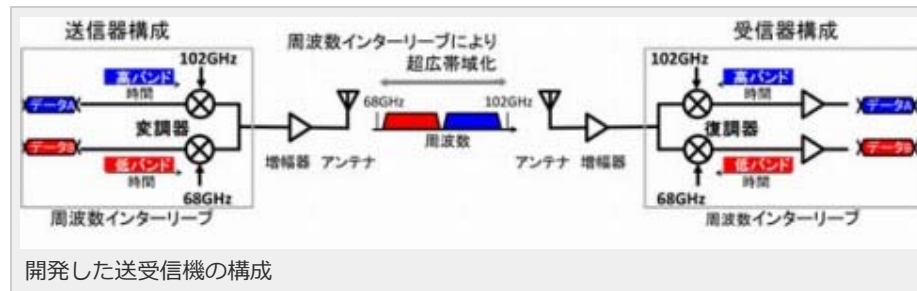 送信器構成
102GHz
高バンド
時間
データA
変調器
データB
低バンド
時間
68GHz
周波数インターリーブ
増幅器
アンテナ
周波数インターリーブにより
超広帯域化
68GHz
102GHz
周波数
アンテナ
増幅器
受信器構成
102GHz
高バンド
時間
データA
復調器
データB
低バンド
時間
68GHz
周波数インターリーブ
開発した送受信機の構成